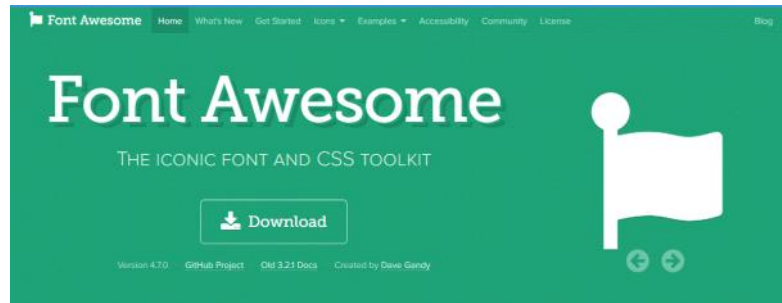 Font Awesome Home What's New Get Started Icons Examples Accessibility Community License Blog
Font Awesome
THE ICONIC FONT AND CSS TOOLKIT
Download
Version 4.7.0 GitHub Project Old 3.2.1 Docs Created by Dave Gandy